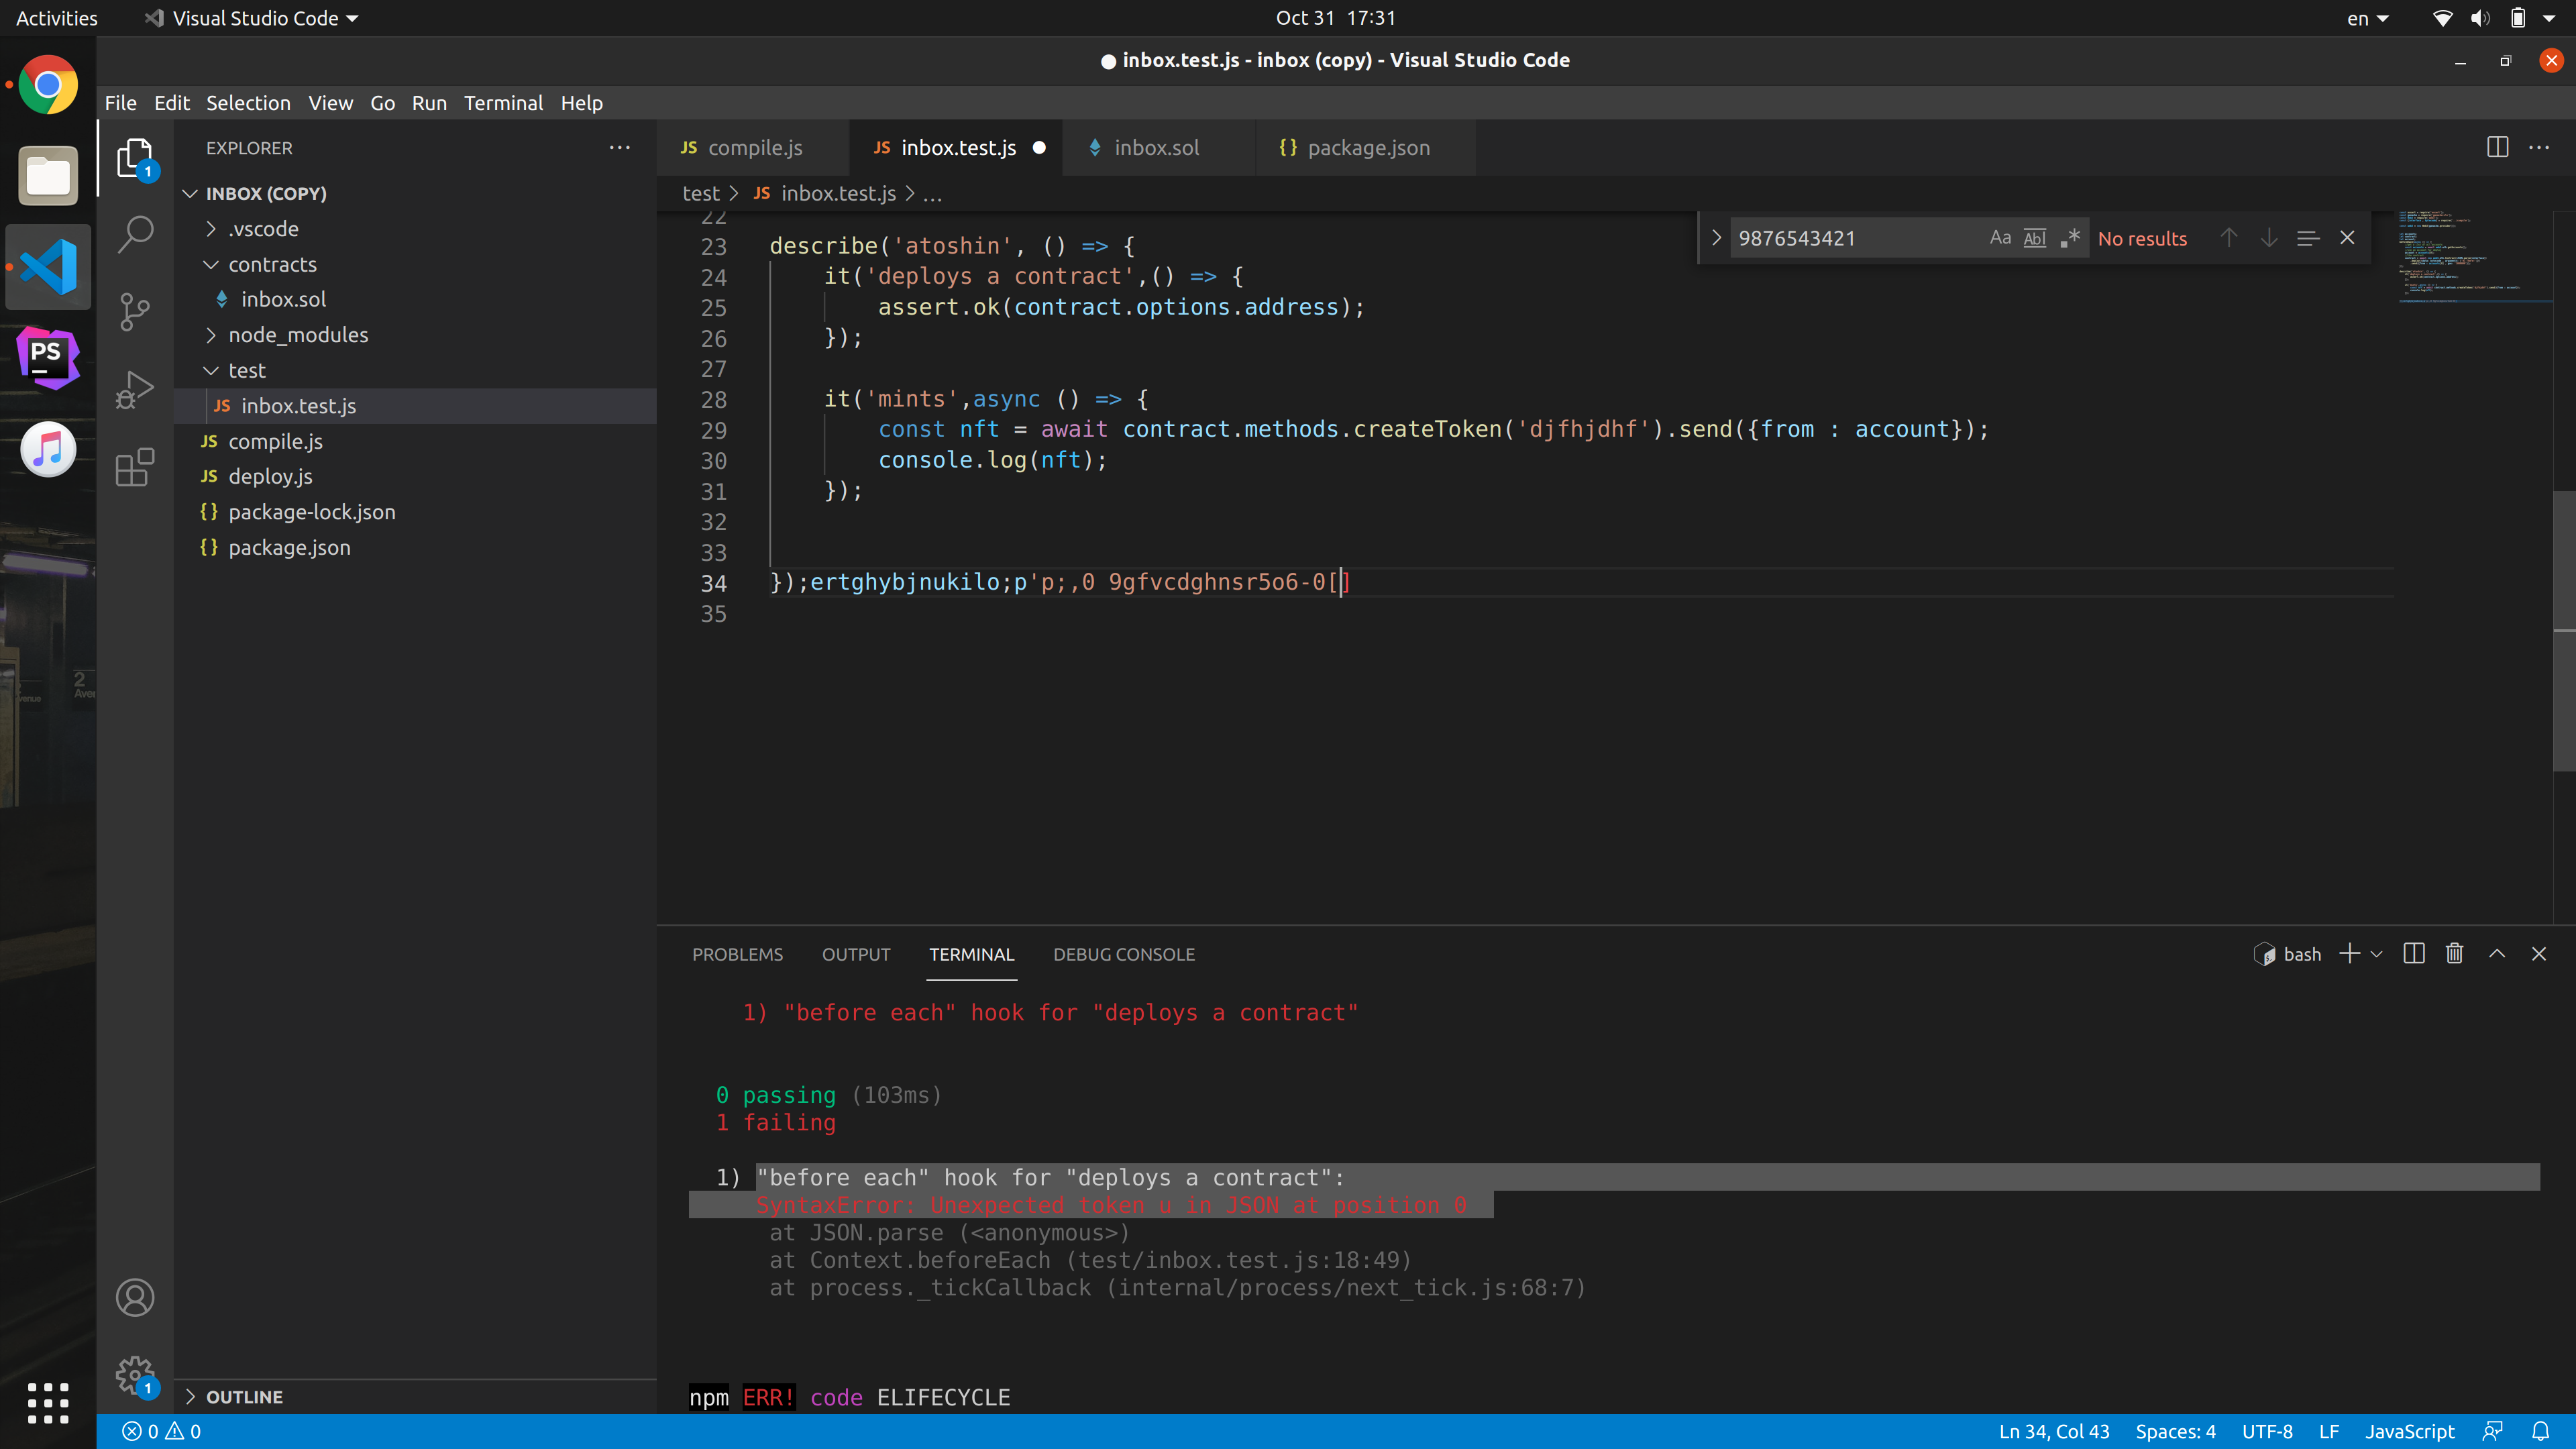 Activities Visual Studio Code Oct 31 17:31 en
inbox.test.js - inbox (copy) - Visual Studio Code
File Edit Selection View Go Run Terminal Help
EXPLORER
INBOX (COPY)
.vscode
contracts
inbox.sol
node_modules
test
JS inbox.test.js
JS compile.js
JS deploy.js
{} package-lock.json
{} package.json
OUTLINE
1
1
PS
JS compile.js JS inbox.test.js inbox.sol {} package.json
test > JS inbox.test.js > ...
9876543421 Aa Abl .* No results
22
23 describe('atoshin', () => {
24 it('deploys a contract',() => {
25 assert.ok(contract.options.address);
26 });
27
28 it('mints',async () => {
29 const nft = await contract.methods.createToken('djfhjdhf').send({from : account});
30 console.log(nft);
31 });
32
33
34 });ertghybjnukilo;p'p;,0 9gfvcdghnsr5o6-0[]
35
PROBLEMS OUTPUT TERMINAL DEBUG CONSOLE bash
1) "before each" hook for "deploys a contract"
0 passing (103ms)
1 failing
1) "before each" hook for "deploys a contract":
SyntaxError: Unexpected token u in JSON at position 0
at JSON.parse (<anonymous>)
at Context.beforeEach (test/inbox.test.js:18:49)
at process._tickCallback (internal/process/next_tick.js:68:7)
npm ERR! code ELIFECYCLE
0 0 Ln 34, Col 43 Spaces: 4 UTF-8 LF JavaScript